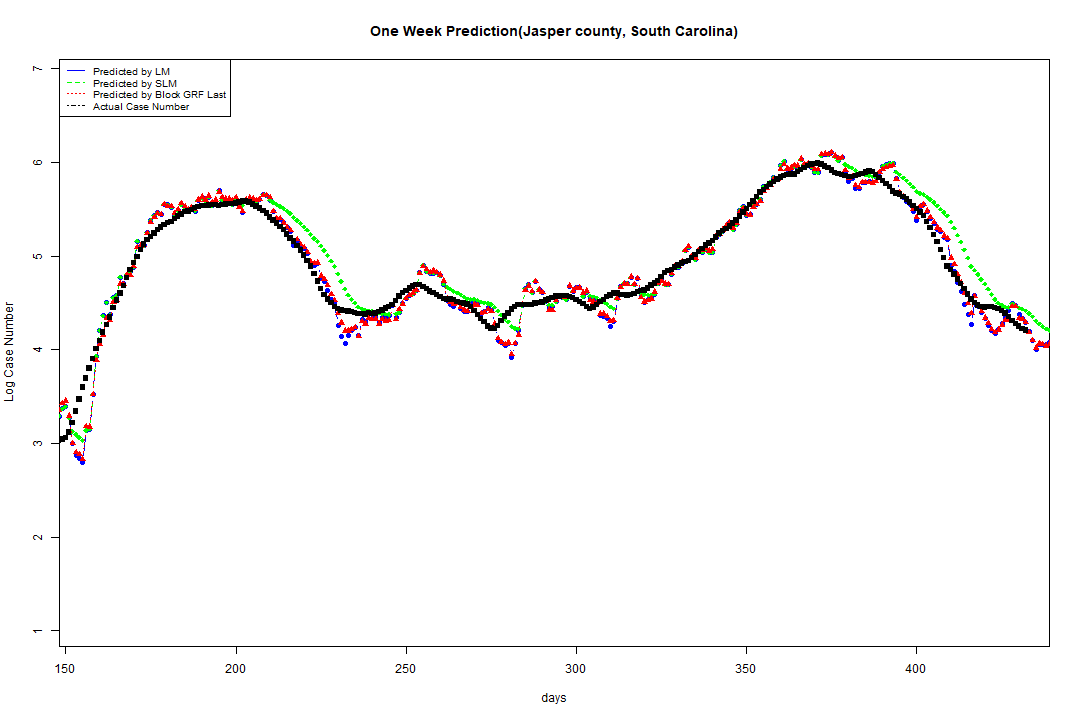 One Week Prediction(Jasper county, South Carolina)
Predicted by LM
Predicted by SLM
Predicted by Block GRF Last
Actual Case Number
7
6
5
4
3
2
1
Log Case Number
150 200 250 300 350 400
days